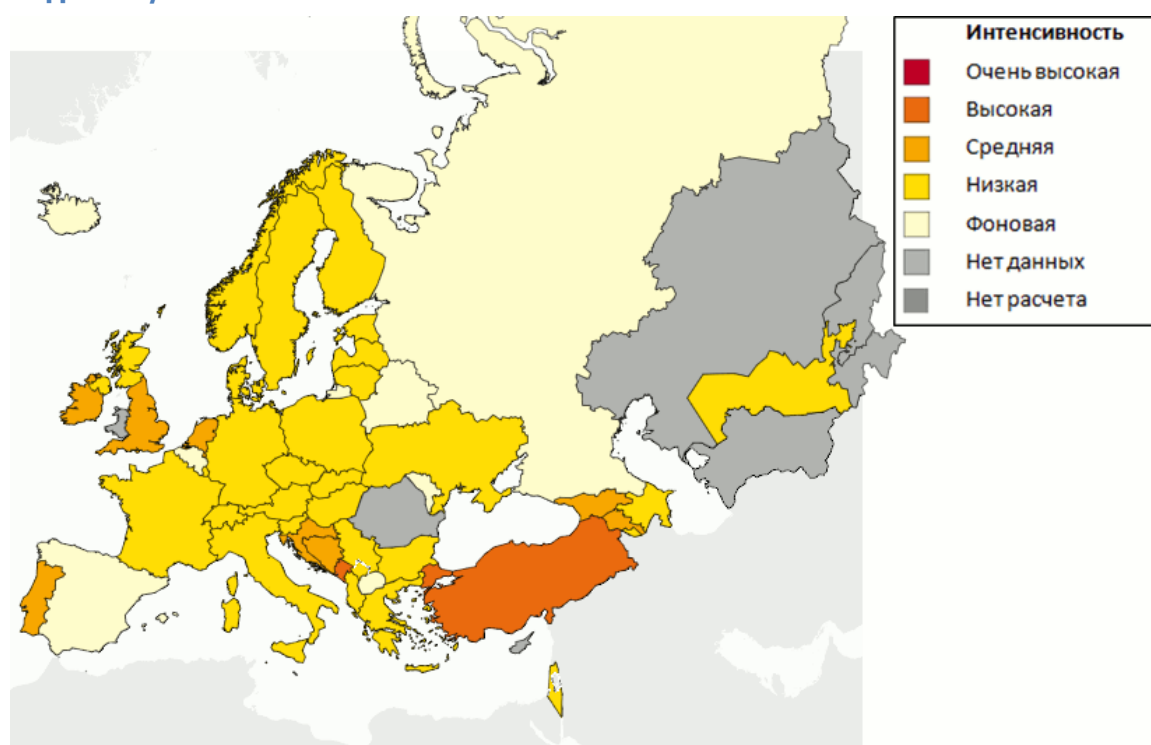 Интенсивность
Очень высокая
Высокая
Средняя
Низкая
Фоновая
Нет данных
Нет расчета